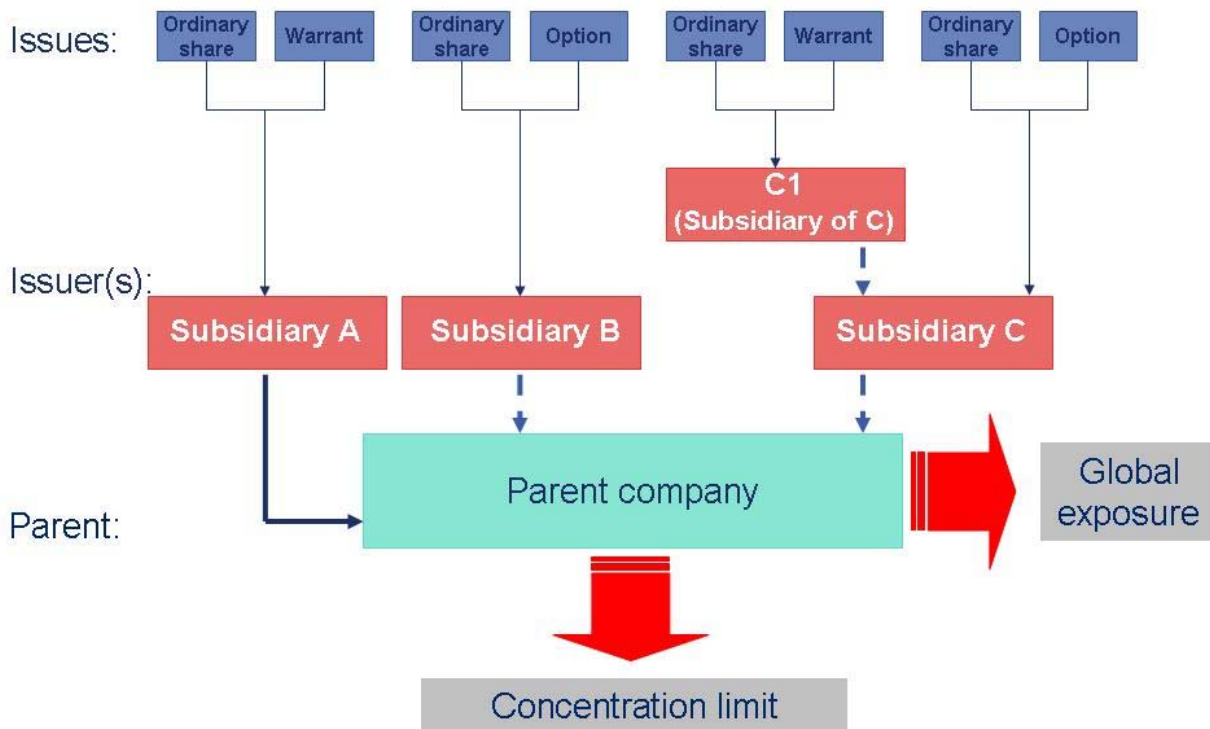 Issues:
Ordinary
share
Warrant
Ordinary
share
Option
Ordinary
share
Warrant
Ordinary
share
Option
C1
(Subsidiary of C)
Issuer(s):
Subsidiary A
Subsidiary B
Subsidiary C
Parent company
Global
exposure
Parent:
Concentration limit